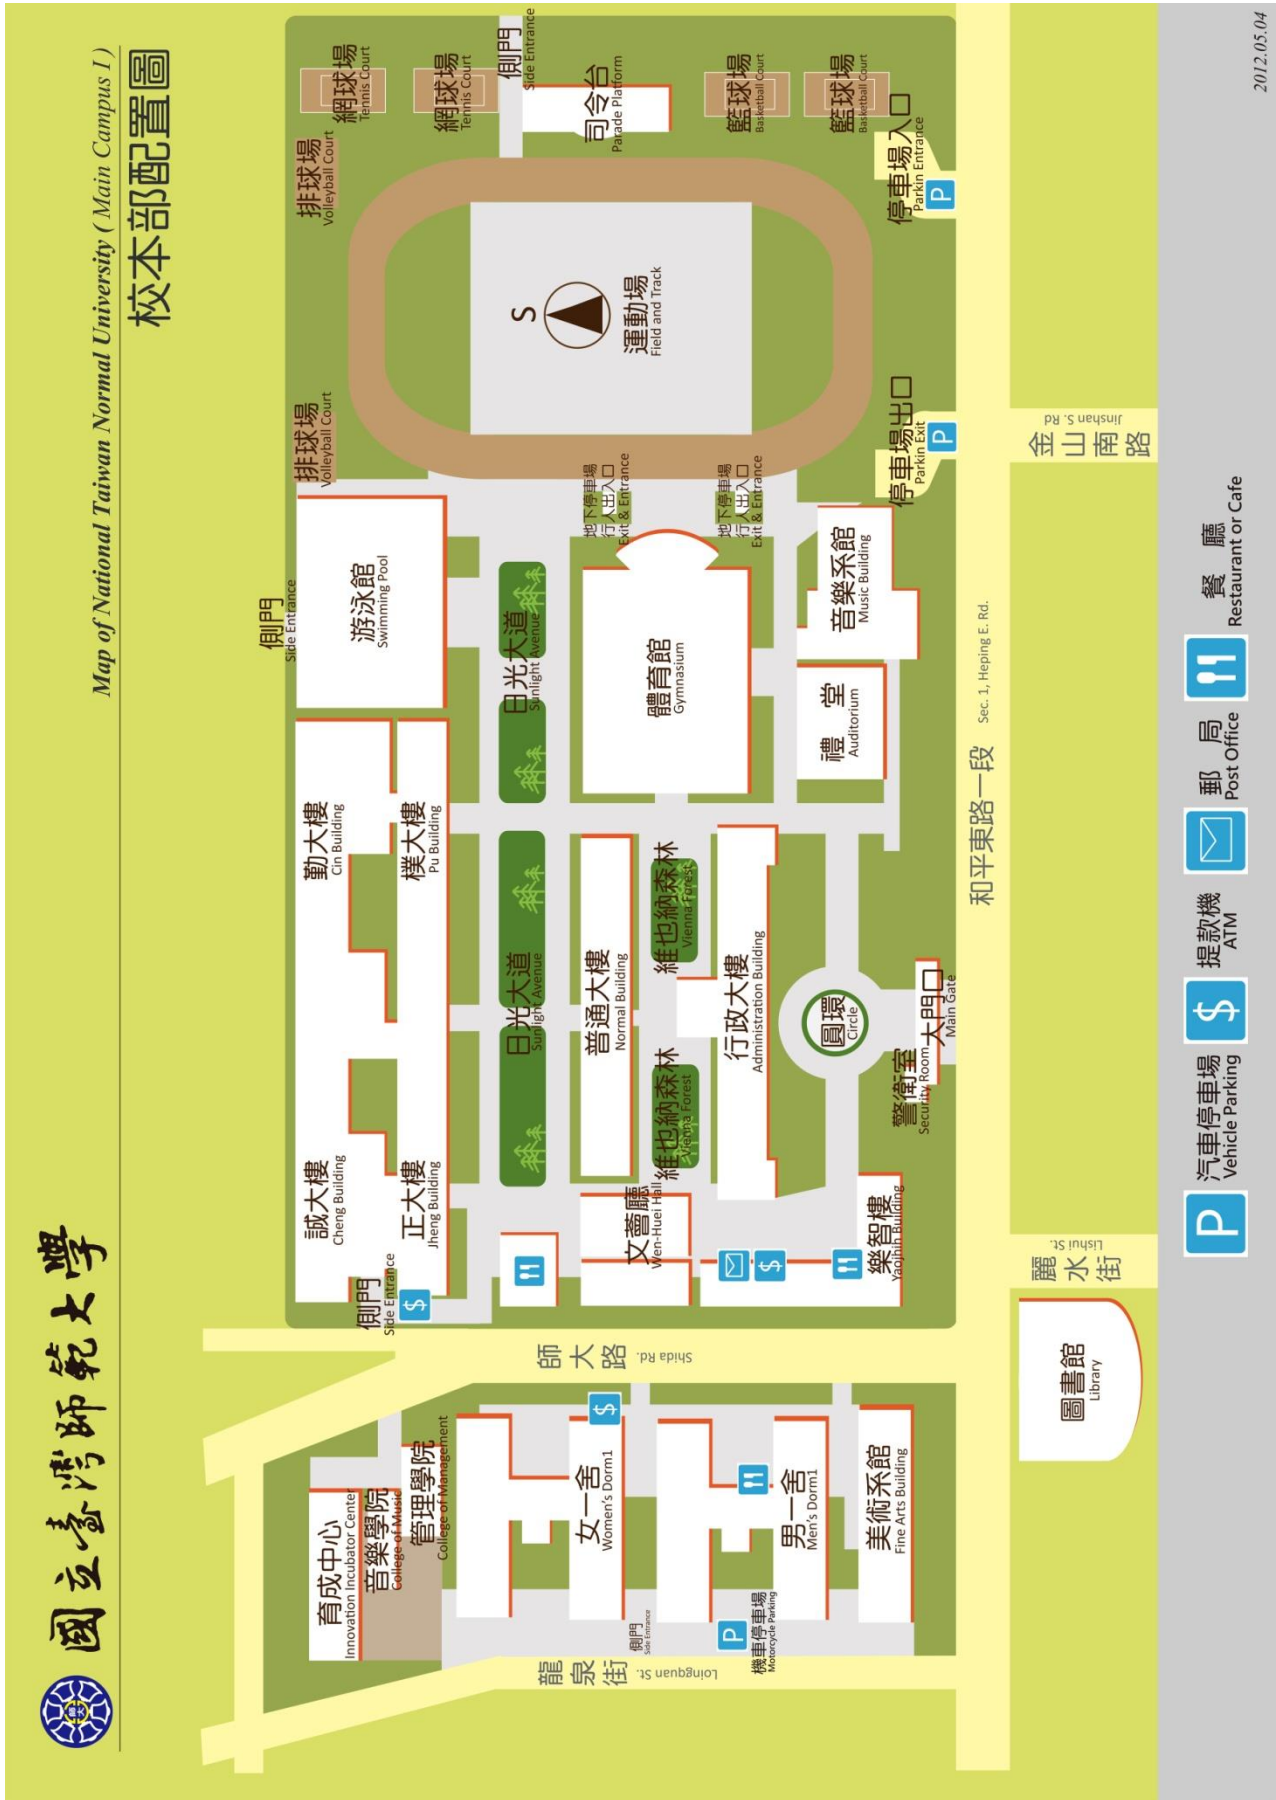 國立臺灣師範大學
Map of National Taiwan Normal University ( Main Campus I )
校本部配置圖
育成中心
Innovation Incubator Center
音樂學院
College of Music
管理學院
College of Management
女一舍
Women's Dorm1
側門
Side Entrance
機車停車場
Motorcycle Parking
男一舍
Men's Dorm1
美術系館
Fine Arts Building
龍泉街
Loingquan St.
師大路
Shida Rd.
側門
Side Entrance
誠大樓
Cheng Building
正大樓
Jheng Building
勤大樓
Cin Building
樸大樓
Pu Building
側門
Side Entrance
游泳館
Swimming Pool
排球場
Volleyball Court
排球場
Volleyball Court
網球場
Tennis Court
網球場
Tennis Court
側門
Side Entrance
司令台
Parade Platform
籃球場
Basketball Court
籃球場
Basketball Court
停車場入口
Parkin Entrance
P
S
運動場
Field and Track
停車場出口
Parkin Exit
P
地下停車場
行人出入口
Exit & Entrance
地下停車場
行人出入口
Exit & Entrance
日光大道
Sunlight Avenue
日光大道
Sunlight Avenue
體育館
Gymnasium
音樂系館
Music Building
禮 堂
Auditorium
普通大樓
Normal Building
維也納森林
Vienna Forest
維也納森林
Vienna Forest
行政大樓
Administration Building
圓環
Circle
大門口
Main Gate
警衛室
Security Room
文薈廳
Wen-Huei Hall
樂智樓
Yaojhih Building
$
$
$
P
和平東路一段 Sec. 1, Heping E. Rd.
金山南路
Jinshan S. Rd
麗水街
Lishui St.
圖書館
Library
P
汽車停車場
Vehicle Parking
$
提款機
ATM
郵 局
Post Office
餐 廳
Restaurant or Cafe
2012.05.04